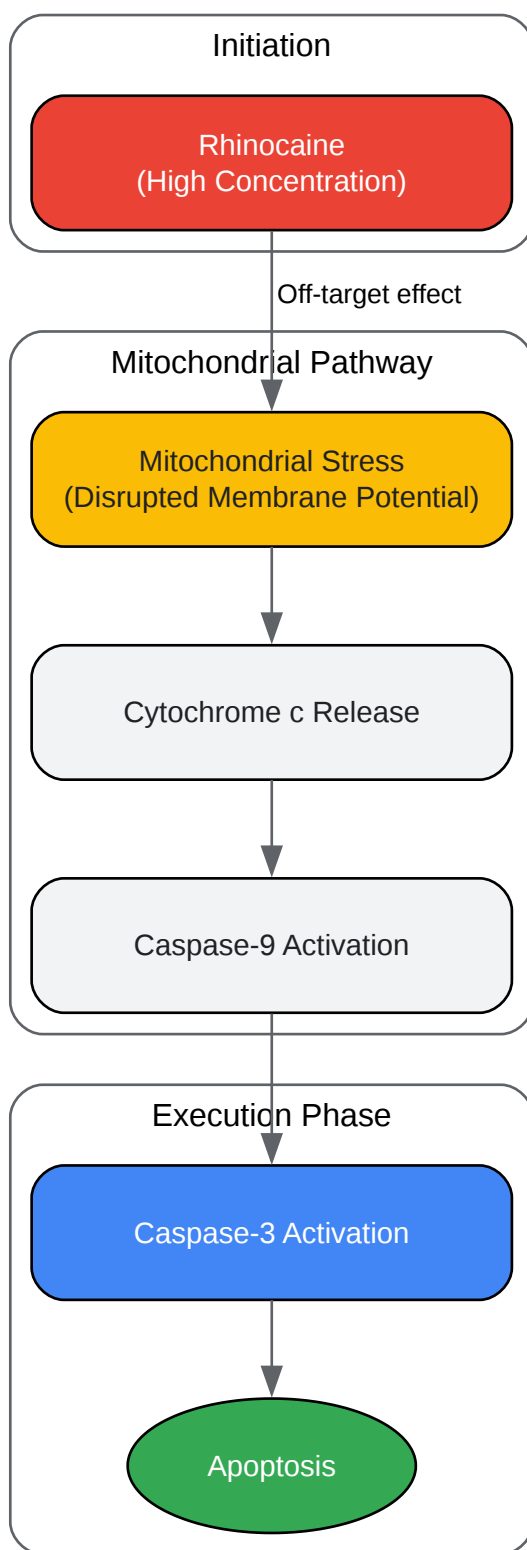 Initiation
Rhinocaine
(High Concentration)
Off-target effect
Mitochondrial Pathway
Mitochondrial Stress
(Disrupted Membrane Potential)
Cytochrome c Release
Caspase-9 Activation
Execution Phase
Caspase-3 Activation
Apoptosis